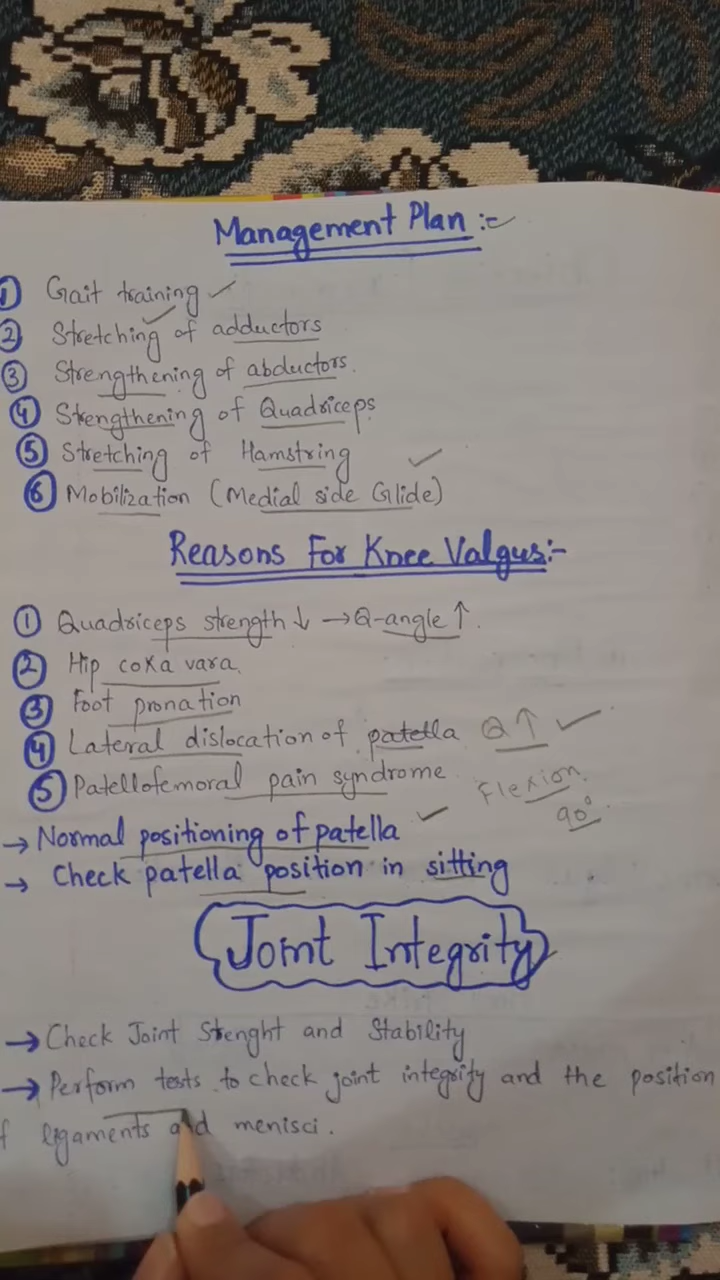 Management Plan :-
① Gait training ✓
② Stretching of adductors
③ Strengthening of abductors.
④ Strengthening of Quadriceps
⑤ Stretching of Hamstring ✓
⑥ Mobilization (Medial side Glide)
Reasons For Knee Valgus:-
① Quadriceps strength ↓ → Q-angle ↑.
② Hip coxa vara.
③ Foot pronation
④ Lateral dislocation of patella Q ↑ ✓
⑤ Patellofemoral pain syndrome Flexion.
90°
→ Normal positioning of patella ✓
→ Check patella position in sitting
Joint Integrity
→ Check Joint Strenght and Stability
→ Perform tests to check joint integrity and the position
f ligaments and menisci.